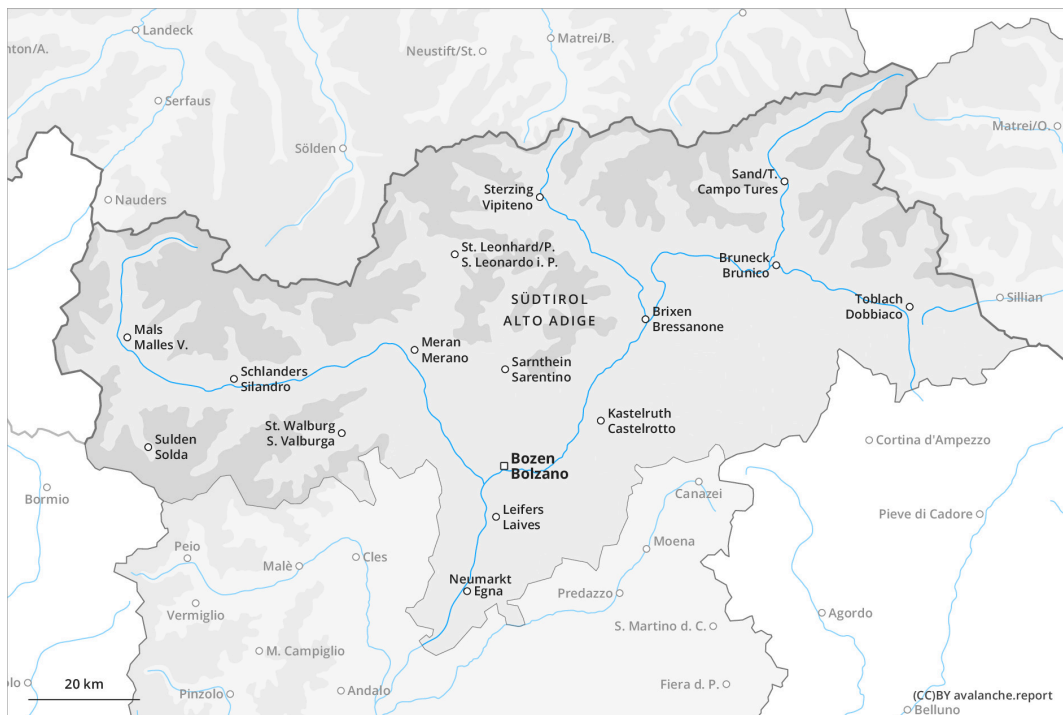 Landeck
nton/A.
Neustift/St.
Matrei/B.
Serfaus
Sölden
Matrei/O.
Nauders
Sterzing
Vipiteno
Sand/T.
Campo Tures
St. Leonhard/P.
S. Leonardo i. P.
Bruneck
Brunico
SÜDTIROL
ALTO ADIGE
Toblach
Dobbiaco
Sillian
Brixen
Bressanone
Mals
Malles V.
Meran
Merano
Sarnthein
Sarentino
Schlanders
Silandro
Kastelruth
Castelrotto
St. Walburg
S. Valburga
Sulden
Solda
Cortina d'Ampezzo
Bozen
Bolzano
Bormio
Canazei
Leifers
Laives
Pieve di Cadore
Peio
Malè
Cles
Moena
Neumarkt
Egna
Predazzo
Vermiglio
Agordo
S. Martino d. C.
M. Campiglio
olo
20 km
Pinzolo
Andalo
Fiera d. P.
(CC)BY avalanche.report
Belluno